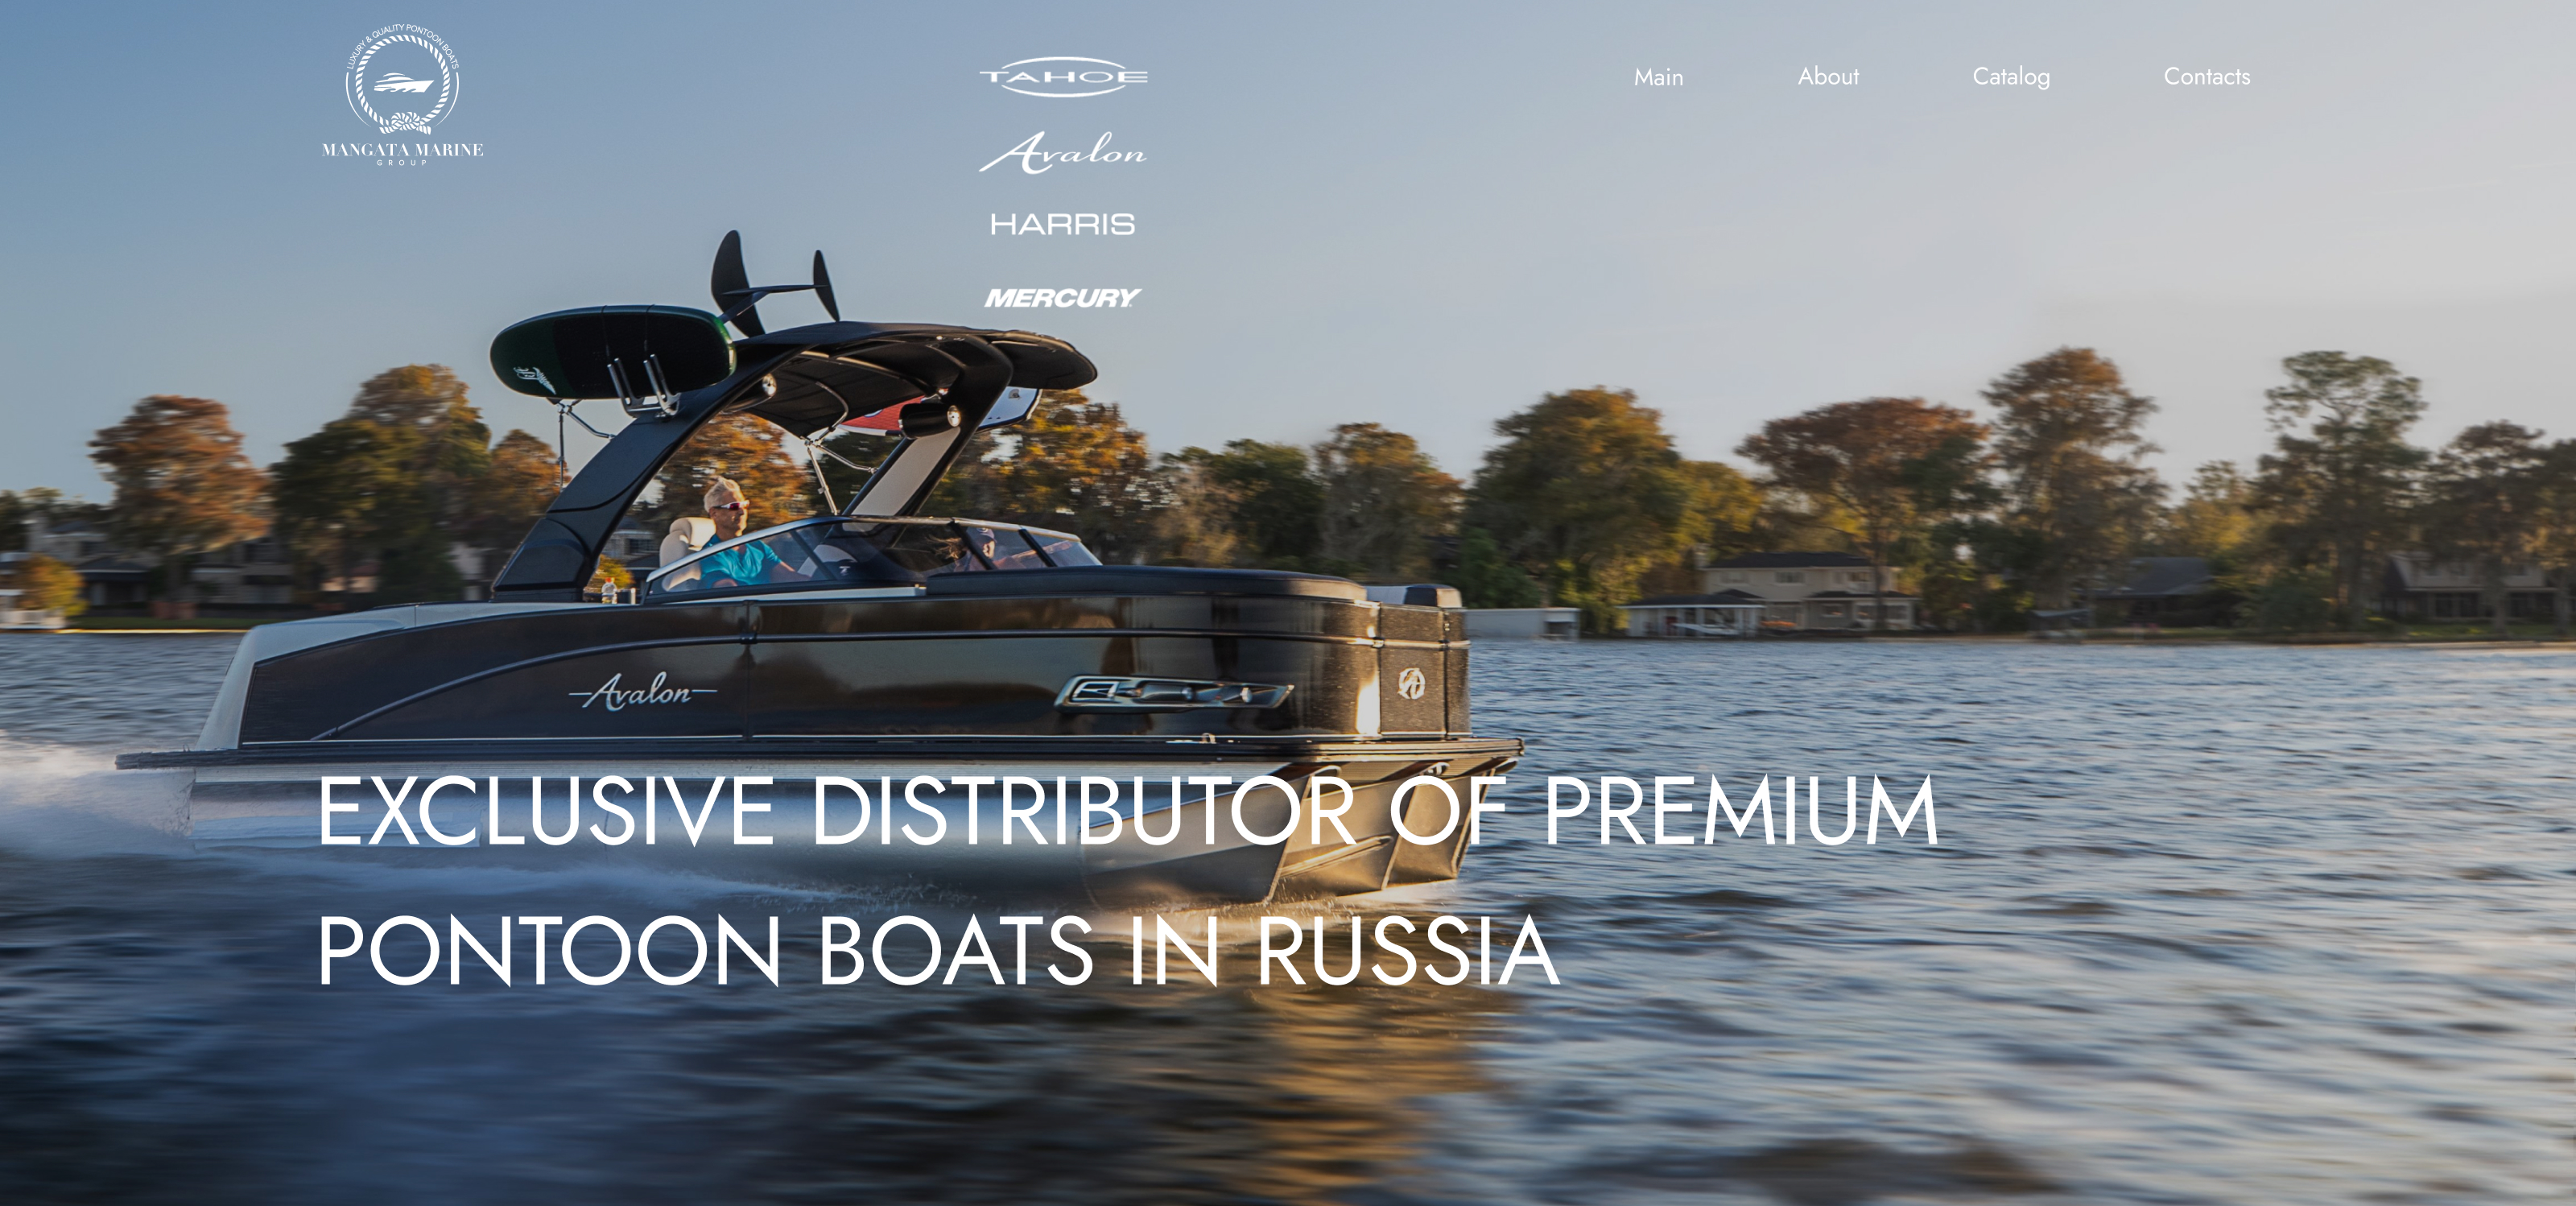 LUXURY & QUALITY PONTOON BOATS
MANGATA MARINE
GROUP
TAHOE
Avalon
HARRIS
MERCURY
Main
About
Catalog
Contacts
Avalon
EXCLUSIVE DISTRIBUTOR OF PREMIUM
PONTOON BOATS IN RUSSIA